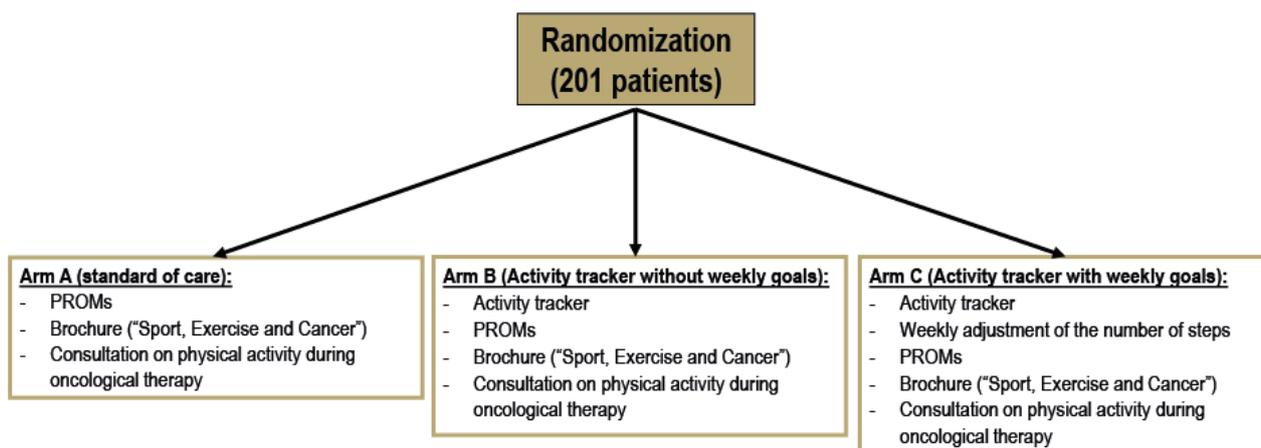 Randomization
(201 patients)
Arm A (standard of care):
- PROMs
- Brochure ("Sport, Exercise and Cancer")
- Consultation on physical activity during
oncological therapy
Arm B (Activity tracker without weekly goals):
- Activity tracker
- PROMs
- Brochure ("Sport, Exercise and Cancer")
- Consultation on physical activity during
oncological therapy
Arm C (Activity tracker with weekly goals):
- Activity tracker
- Weekly adjustment of the number of steps
- PROMs
- Brochure ("Sport, Exercise and Cancer")
- Consultation on physical activity during
oncological therapy